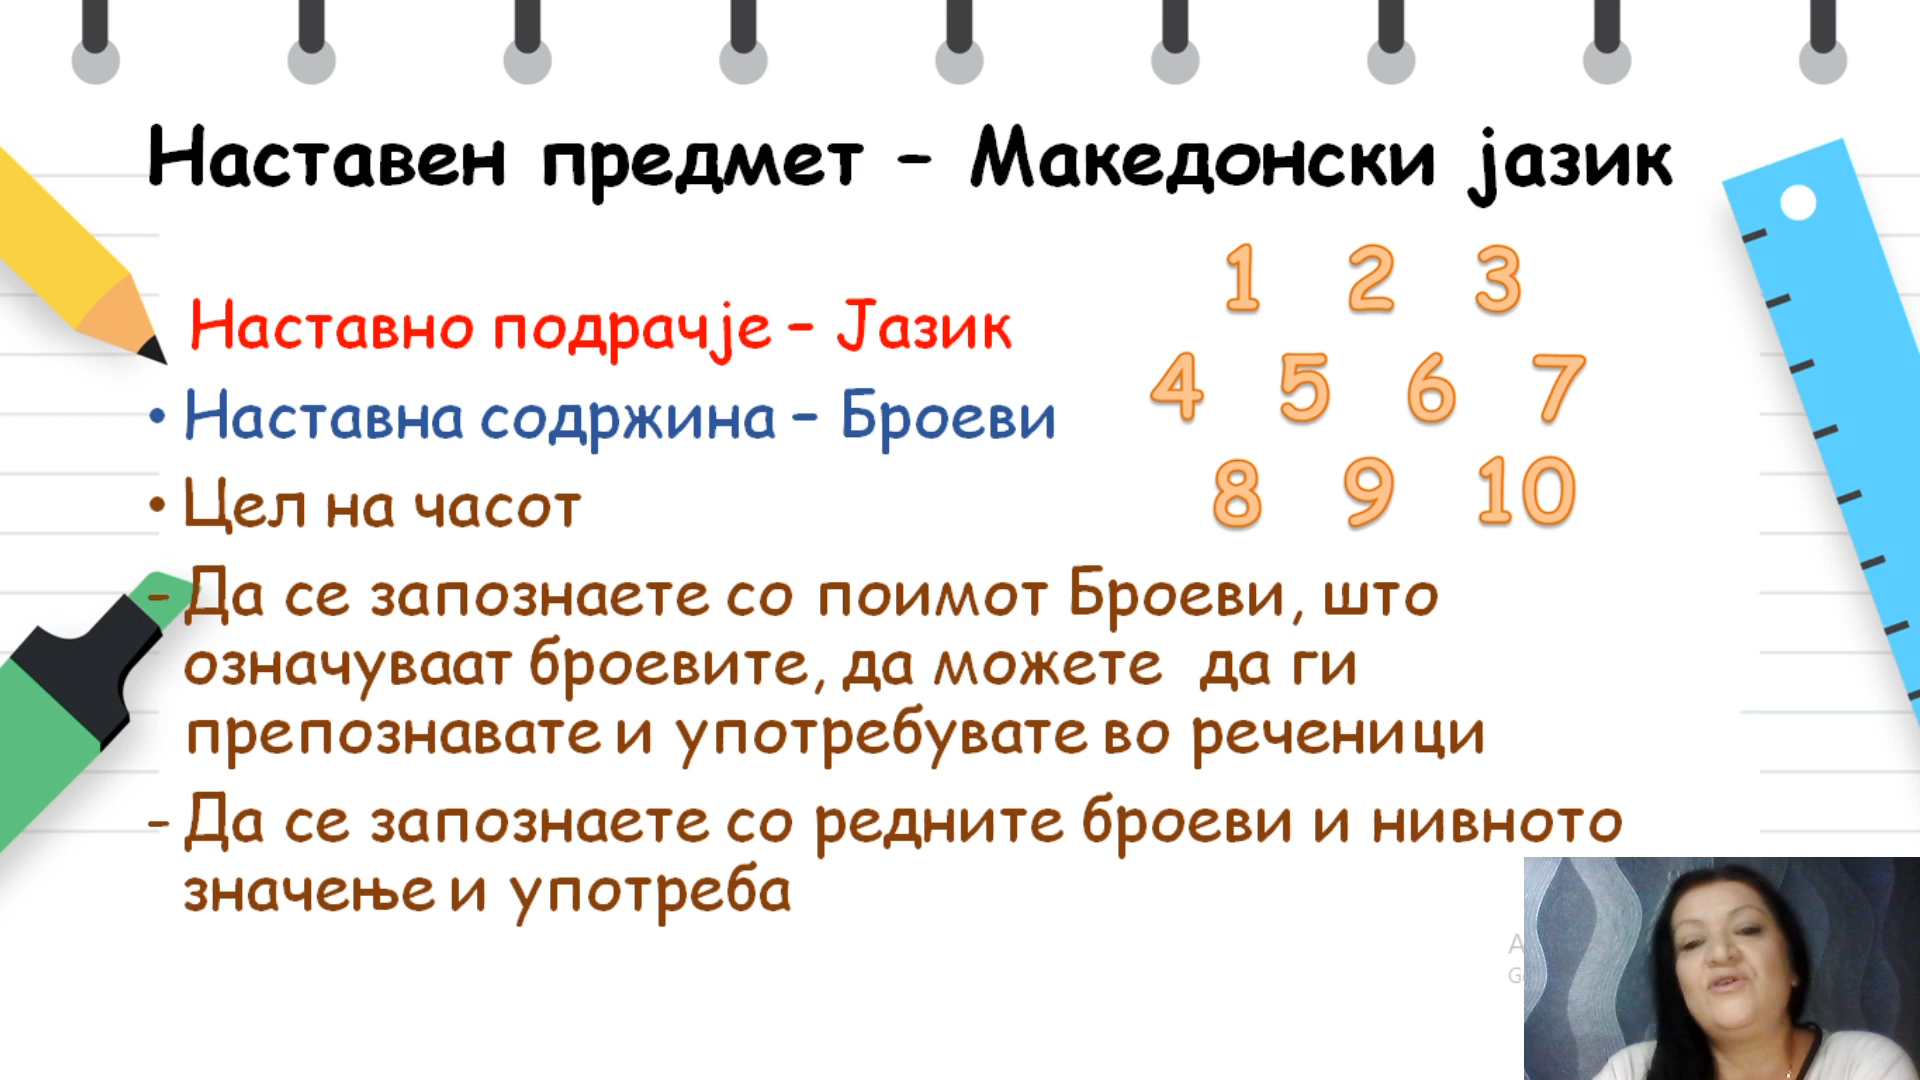 Наставен предмет – Македонски јазик
Наставно подрачје – Јазик
• Наставна содржина – Броеви
• Цел на часот
- Да се запознаете со поимот Броеви, што
означуваат броевите, да можете да ги
препознавате и употребувате во реченици
- Да се запознаете со редните броеви и нивното
значење и употреба
1 2 3
4 5 6 7
8 9 10